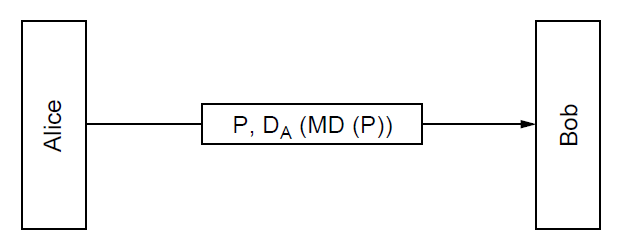 Alice
P, D_A (MD (P))
Bob